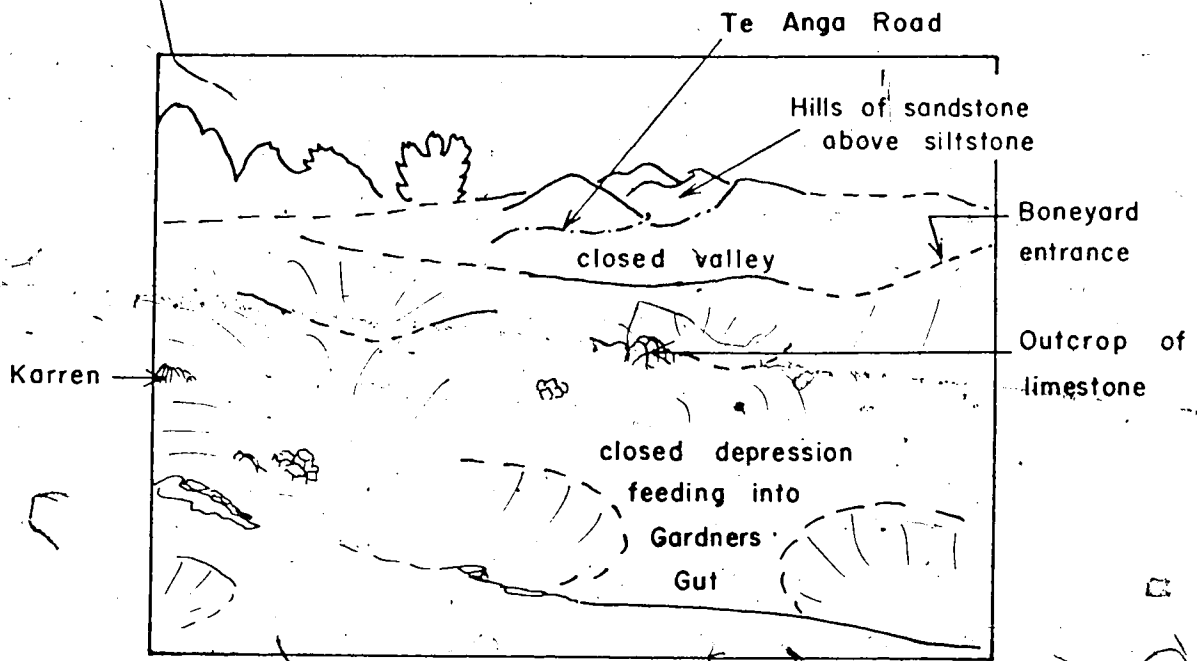 Te Anga Road
Hills of sandstone
above siltstone
Boneyard
entrance
closed valley
Outcrop of
limestone
Karren
closed depression
feeding into
Gardners
Gut